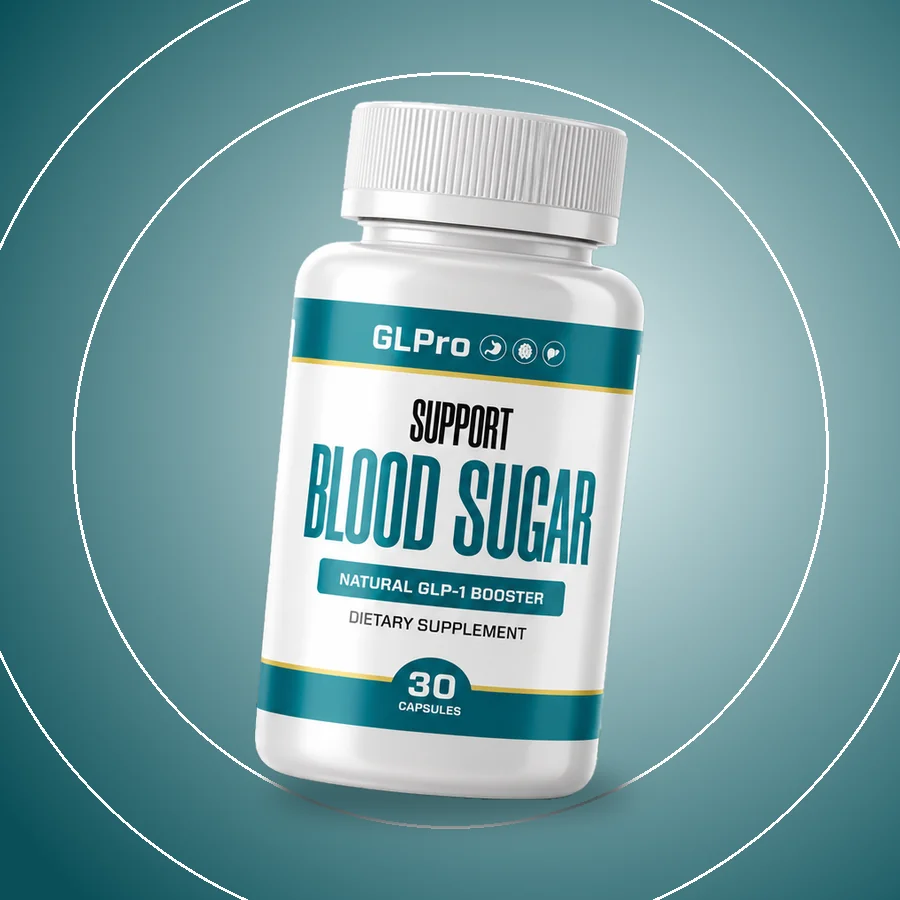 GLPro
SUPPORT
BLOOD SUGAR
NATURAL GLP-1 BOOSTER
DIETARY SUPPLEMENT
30
CAPSULES